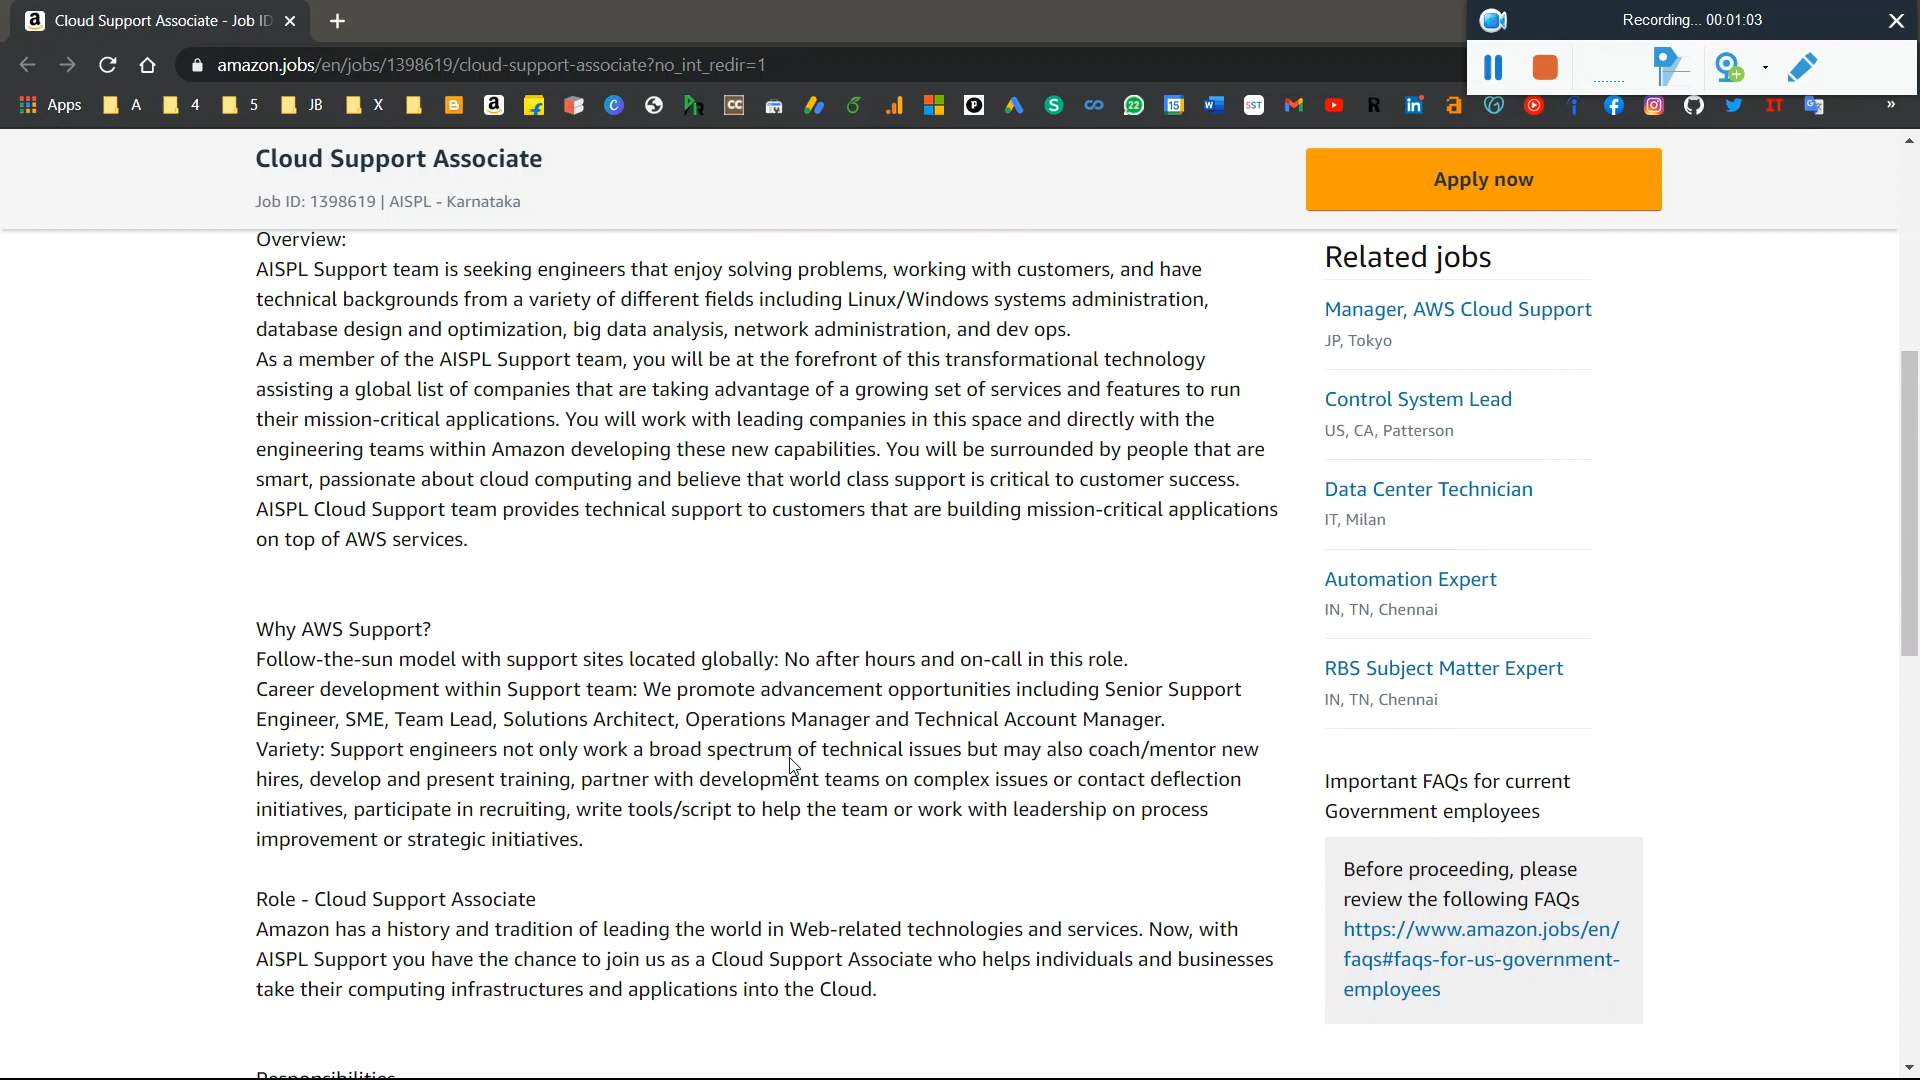 Cloud Support Associate - Job ID
Recording... 00:01:03
amazon.jobs/en/jobs/1398619/cloud-support-associate?no_int_redir=1
Apps A 4 5 JB X
Cloud Support Associate
Job ID: 1398619 | AISPL - Karnataka
Apply now
Overview:
AISPL Support team is seeking engineers that enjoy solving problems, working with customers, and have
technical backgrounds from a variety of different fields including Linux/Windows systems administration,
database design and optimization, big data analysis, network administration, and dev ops.
As a member of the AISPL Support team, you will be at the forefront of this transformational technology
assisting a global list of companies that are taking advantage of a growing set of services and features to run
their mission-critical applications. You will work with leading companies in this space and directly with the
engineering teams within Amazon developing these new capabilities. You will be surrounded by people that are
smart, passionate about cloud computing and believe that world class support is critical to customer success.
AISPL Cloud Support team provides technical support to customers that are building mission-critical applications
on top of AWS services.
Why AWS Support?
Follow-the-sun model with support sites located globally: No after hours and on-call in this role.
Career development within Support team: We promote advancement opportunities including Senior Support
Engineer, SME, Team Lead, Solutions Architect, Operations Manager and Technical Account Manager.
Variety: Support engineers not only work a broad spectrum of technical issues but may also coach/mentor new
hires, develop and present training, partner with development teams on complex issues or contact deflection
initiatives, participate in recruiting, write tools/script to help the team or work with leadership on process
improvement or strategic initiatives.
Role - Cloud Support Associate
Amazon has a history and tradition of leading the world in Web-related technologies and services. Now, with
AISPL Support you have the chance to join us as a Cloud Support Associate who helps individuals and businesses
take their computing infrastructures and applications into the Cloud.
Responsibilities
Related jobs
Manager, AWS Cloud Support
JP, Tokyo
Control System Lead
US, CA, Patterson
Data Center Technician
IT, Milan
Automation Expert
IN, TN, Chennai
RBS Subject Matter Expert
IN, TN, Chennai
Important FAQs for current
Government employees
Before proceeding, please
review the following FAQs
https://www.amazon.jobs/en/
faqs#faqs-for-us-government-
employees